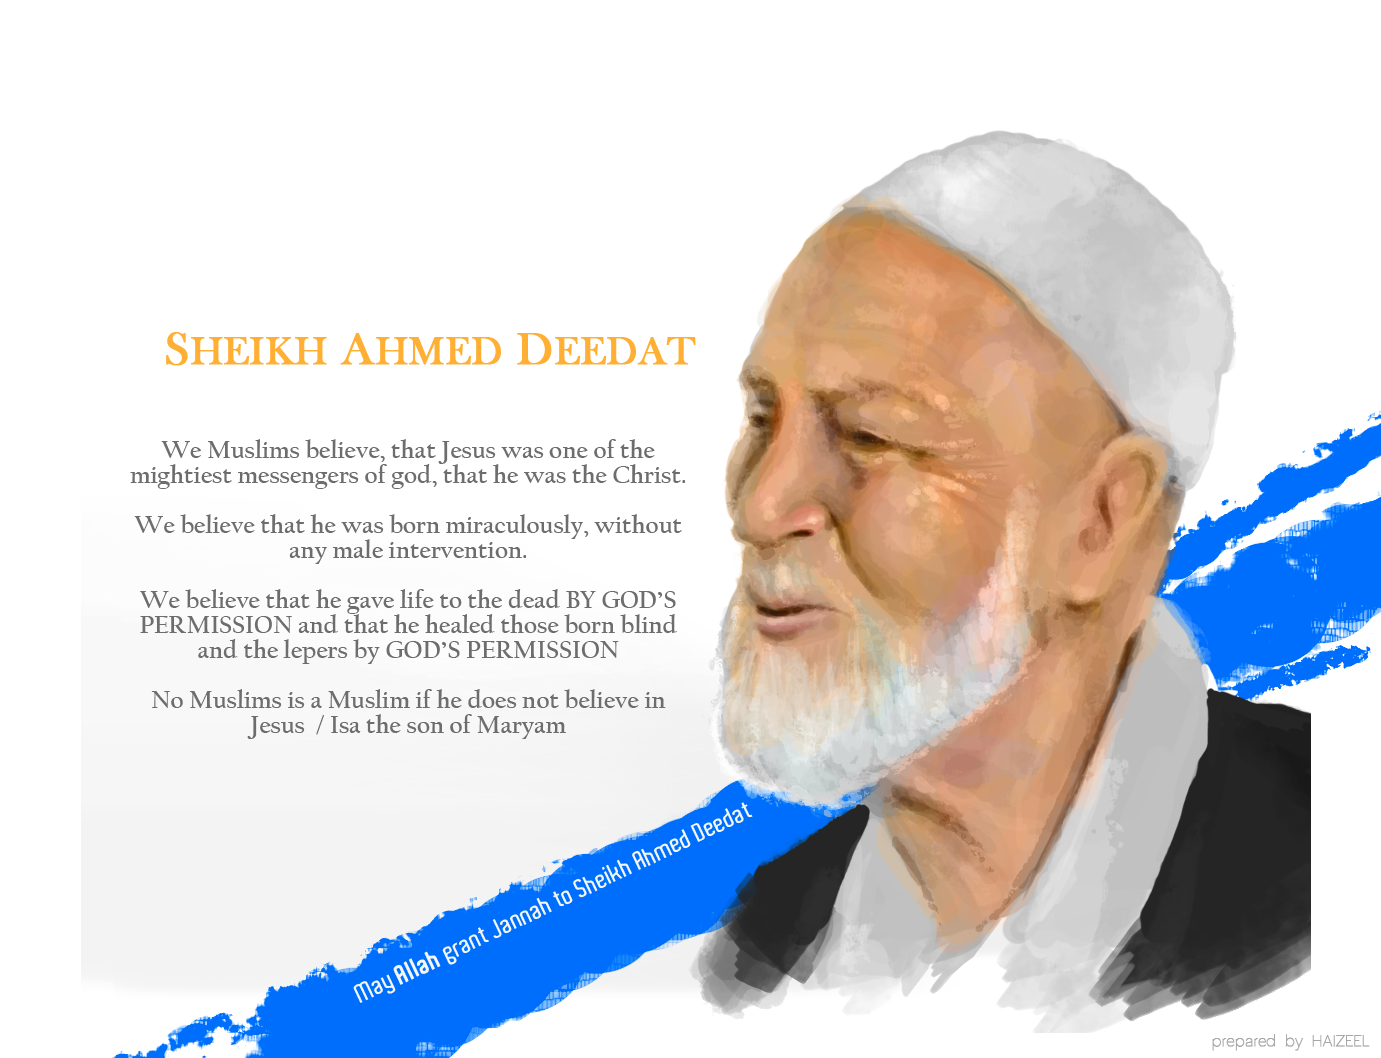 SHEIKH AHMED DEEDAT
We Muslims believe, that Jesus was one of the
mightiest messengers of god, that he was the Christ.
We believe that he was born miraculously, without
any male intervention.
We believe that he gave life to the dead BY GOD'S
PERMISSION and that he healed those born blind
and the lepers by GOD'S PERMISSION
No Muslims is a Muslim if he does not believe in
Jesus / Isa the son of Maryam
May Allah grant Jannah to Sheikh Ahmed Deedat
prepared by HAIZEEL